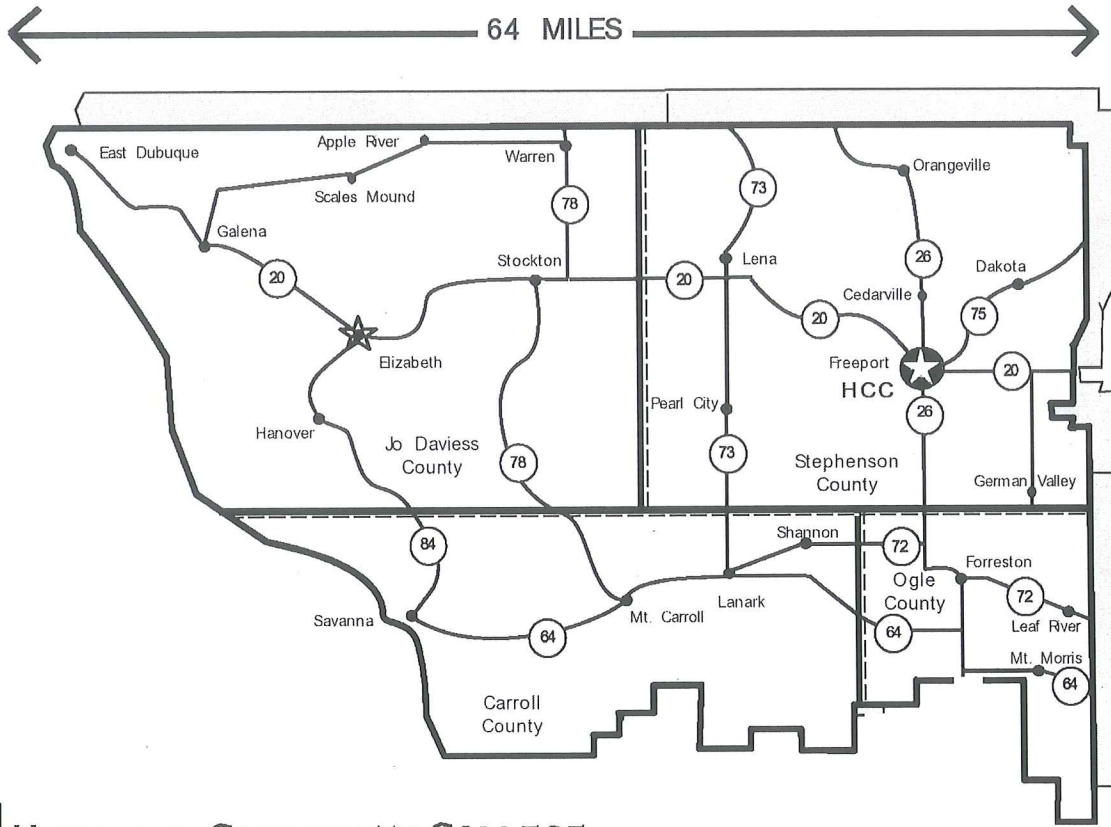 64 MILES
East Dubuque
Apple River
Warren
Scales Mound
Orangeville
73
78
Galena
Stockton
Lena
26
Dakota
20
20
Cedarville
75
20
Elizabeth
Freeport
HCC
20
Pearl City
26
Hanover
Jo Daviess
County
78
73
Stephenson
County
German Valley
Shannon
84
72
Forreston
Ogle
County
72
Savanna
Mt. Carroll
Lanark
Leaf River
64
64
Mt. Morris
64
Carroll
County